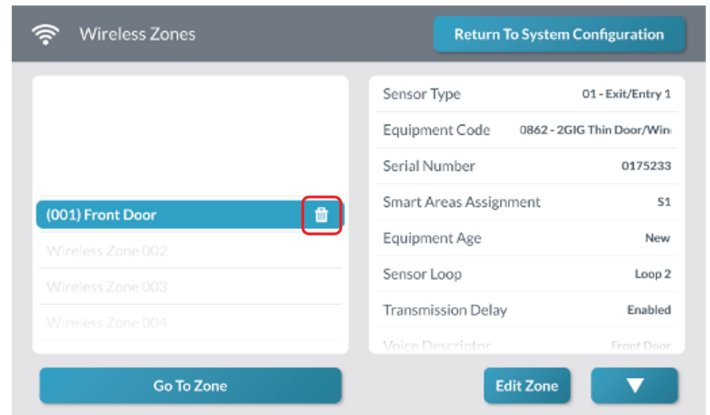 Wireless Zones
Return To System Configuration
(001) Front Door
Wireless Zone 002
Wireless Zone 003
Wireless Zone 004
Go To Zone
Sensor Type 01 - Exit/Entry 1
Equipment Code 0862 - 2GIG Thin Door/Win
Serial Number 0175233
Smart Areas Assignment S1
Equipment Age New
Sensor Loop Loop 2
Transmission Delay Enabled
Voice Descriptor Front Door
Edit Zone